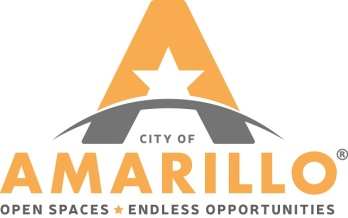 CITY OF
AMARILLO®
OPEN SPACES ★ ENDLESS OPPORTUNITIES